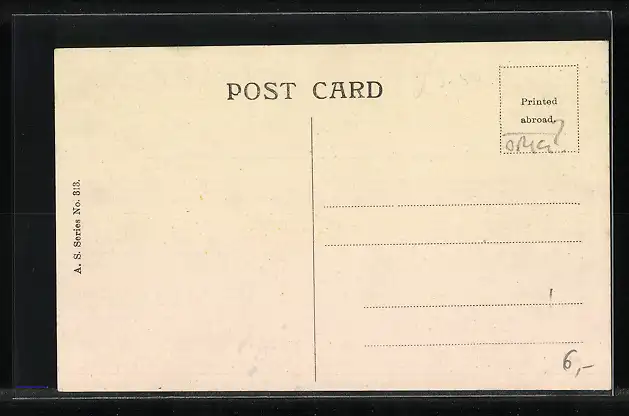 POST CARD
Printed
abroad.
A. S. Series No. 313.
6,-